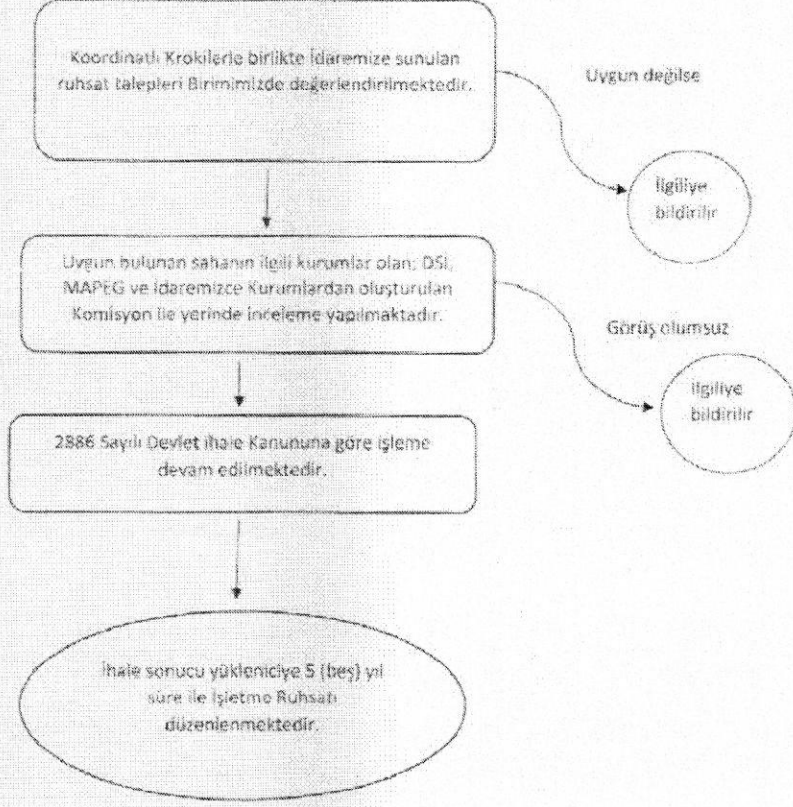 Koordinatlı Krokilerle birlikte İdaremize sunulan
ruhsat talepleri Birimimizde değerlendirilmektedir.
Uygun değilse
İlgiliye
bildirilir
Uygun bulunan sahanın ilgili kurumlar olan; DSİ,
MAPEG ve İdaremizce Kurumlardan oluşturulan
Komisyon ile yerinde inceleme yapılmaktadır.
Görüş olumsuz
İlgiliye
bildirilir
2886 Sayılı Devlet ihale Kanununa göre işleme
devam edilmektedir.
İhale sonucu yükleniciye 5 (beş) yıl
süre ile İşletme Ruhsatı
düzenlenmektedir.